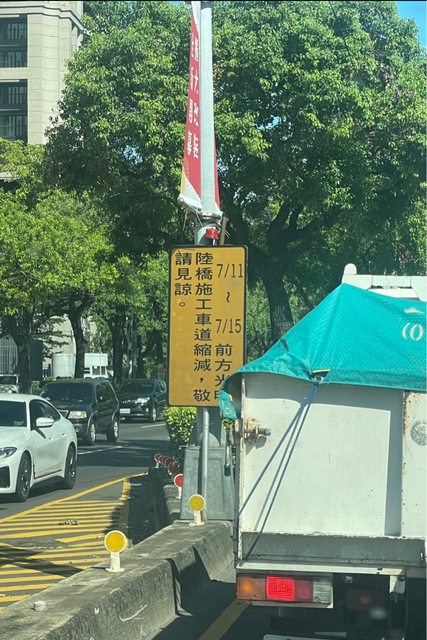 7/11 ~ 7/15 前方光
陸橋施工車道縮減，敬
請見諒。